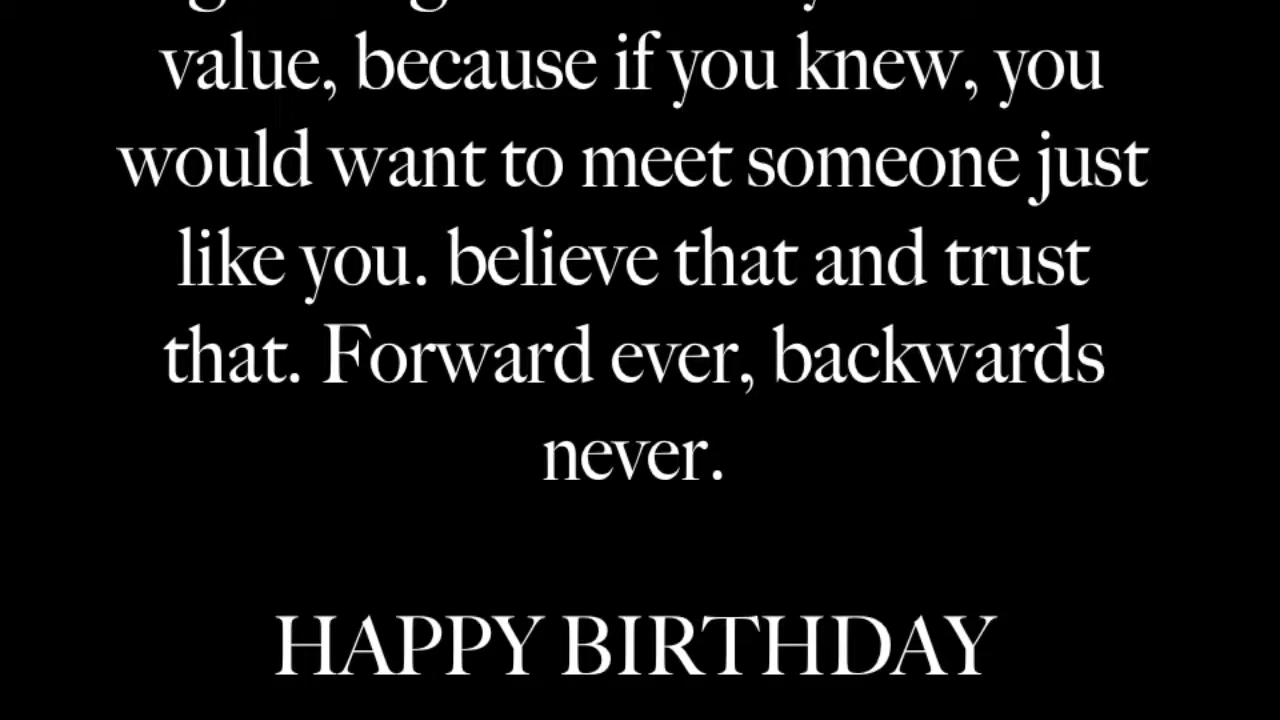 value, because if you knew, you
would want to meet someone just
like you. believe that and trust
that. Forward ever, backwards
never.
HAPPY BIRTHDAY